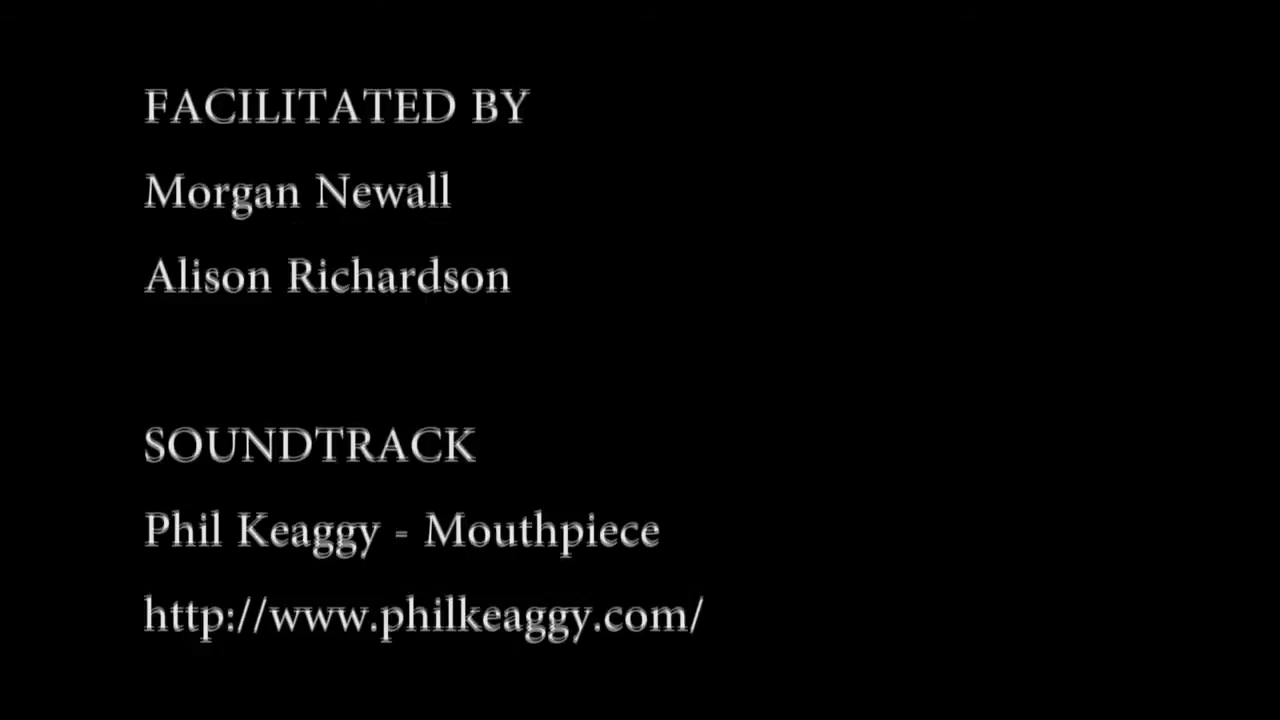 FACILITATED BY
Morgan Newall
Alison Richardson
SOUNDTRACK
Phil Keaggy - Mouthpiece
http://www.philkeaggy.com/